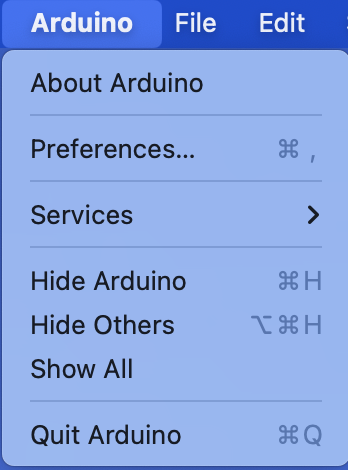 Arduino File Edit
About Arduino
Preferences... ⌘ ,
Services
Hide Arduino ⌘H
Hide Others ⌥⌘H
Show All
Quit Arduino ⌘Q